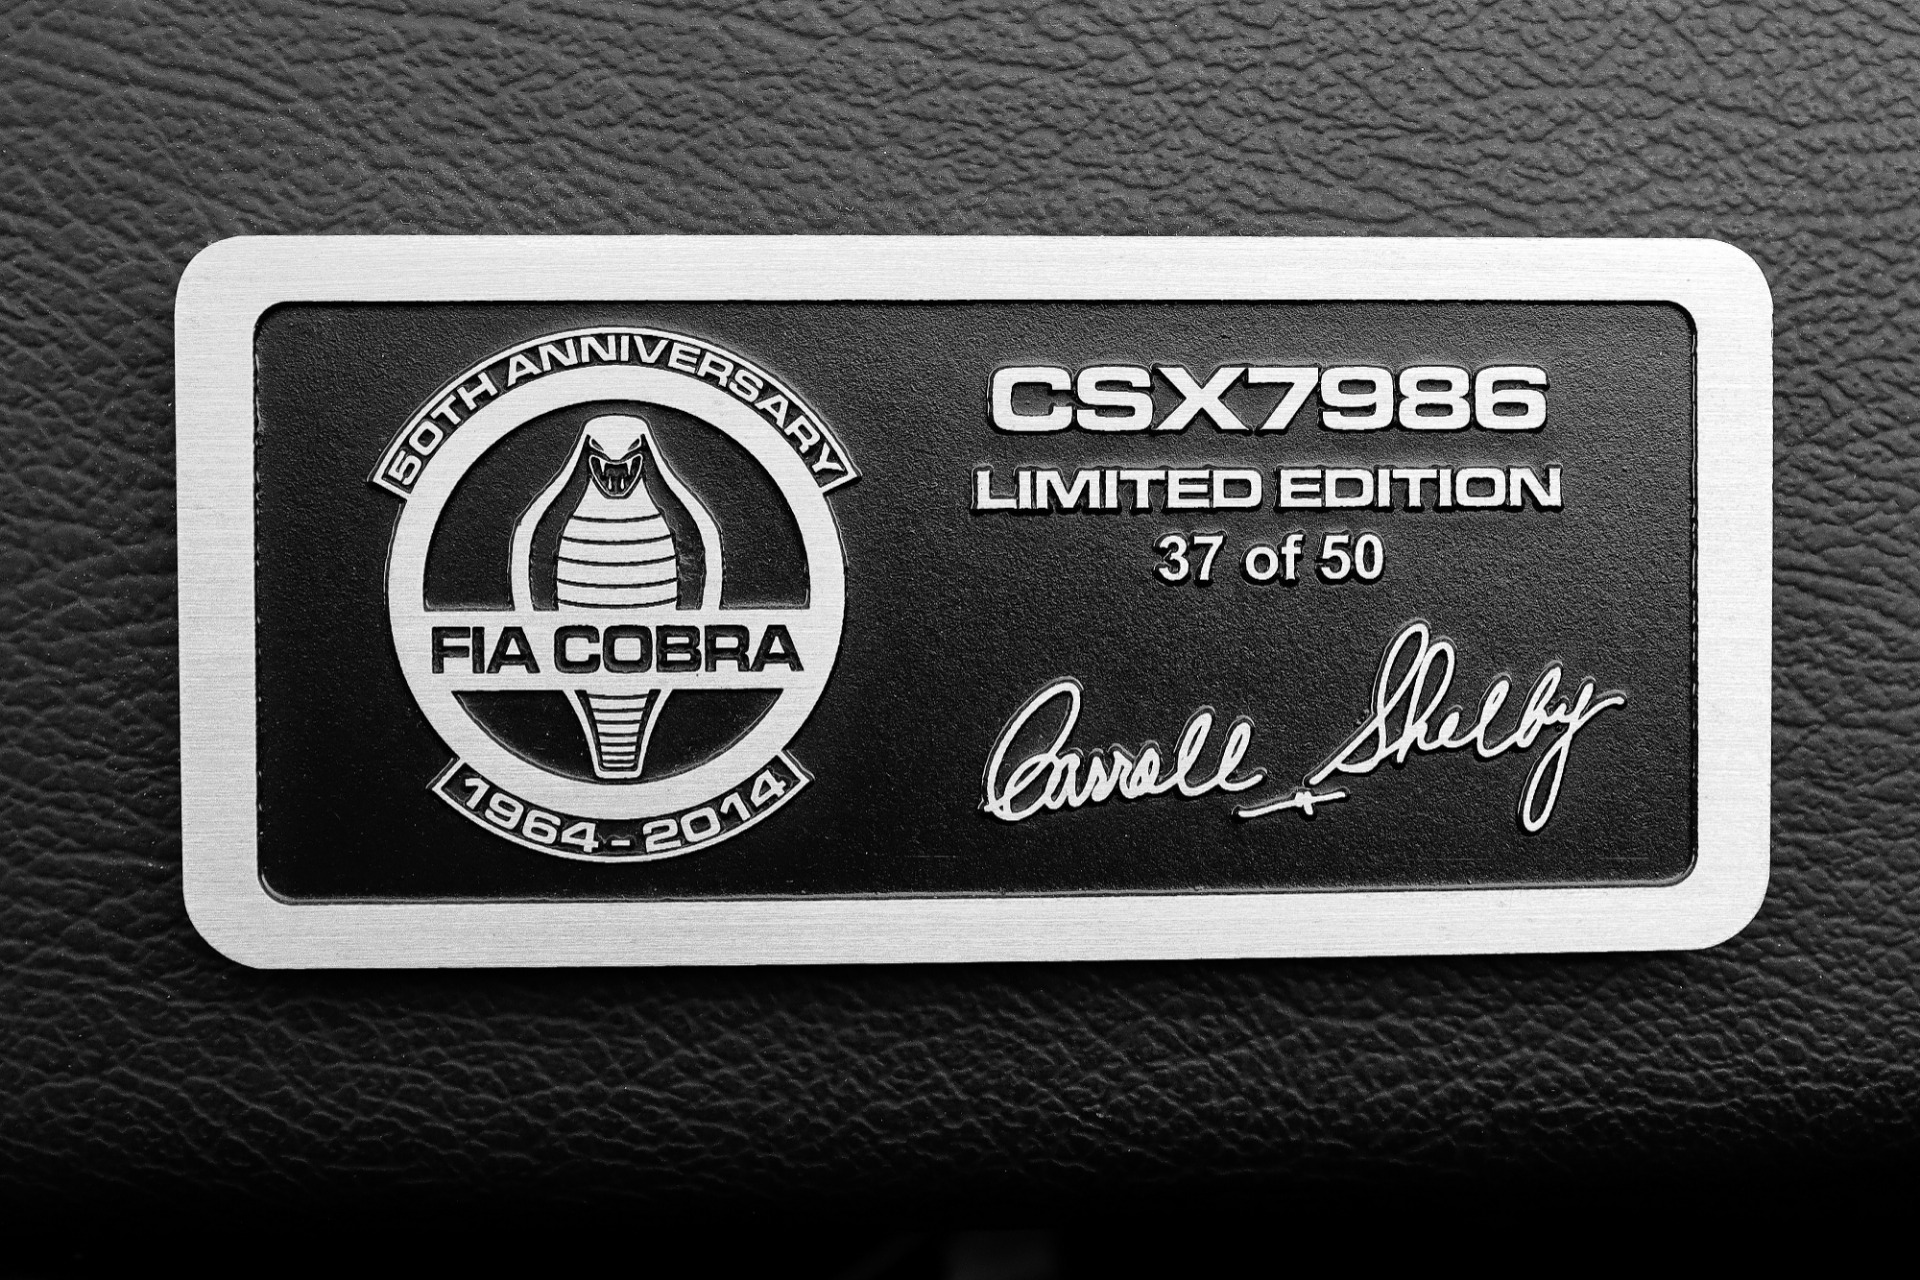 50TH ANNIVERSARY
FIA COBRA
1964-2014
CSX7986
LIMITED EDITION
37 of 50
Carroll Shelby